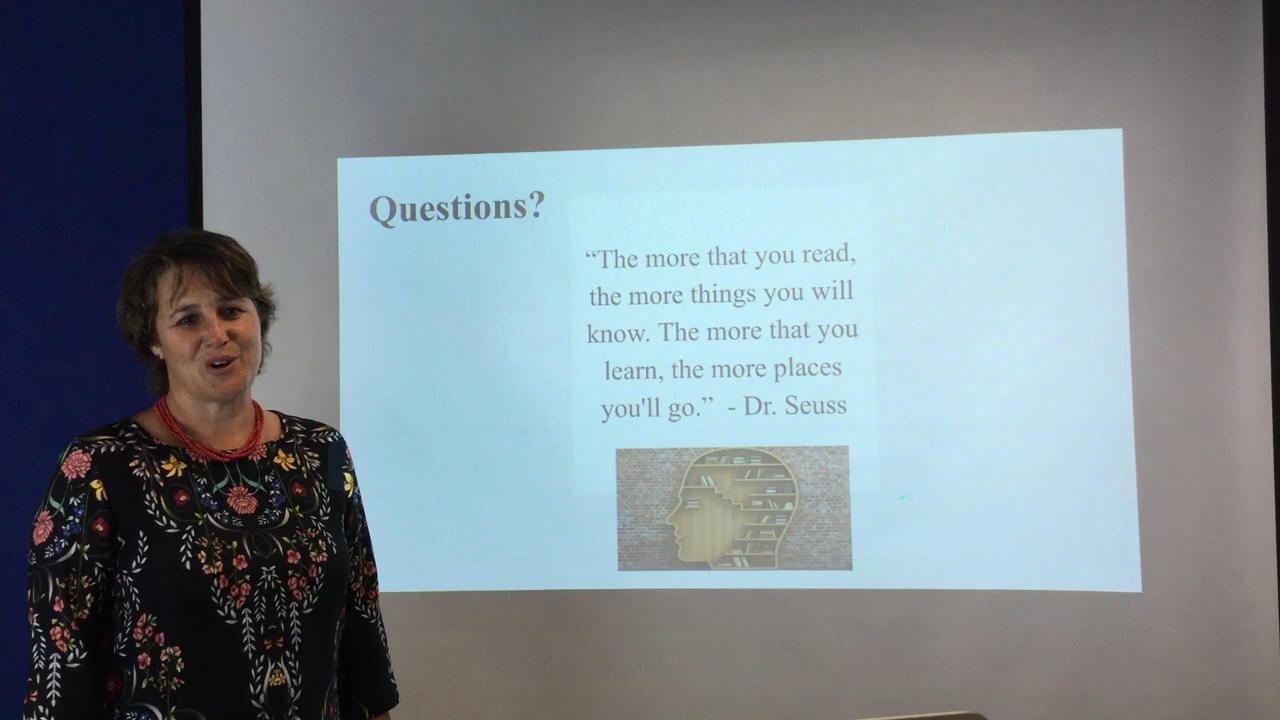 Questions?
“The more that you read,
the more things you will
know. The more that you
learn, the more places
you'll go.” - Dr. Seuss